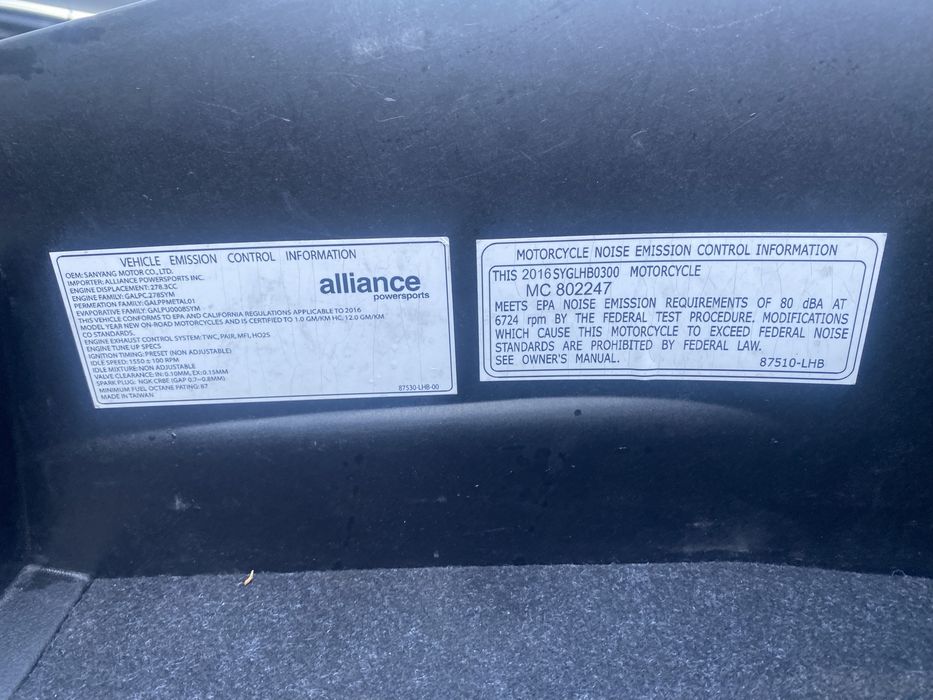 VEHICLE EMISSION CONTROL INFORMATION
OEM: SANYANG MOTOR CO., LTD.
IMPORTER: ALLIANCE POWERSPORTS INC.
ENGINE DISPLACEMENT: 278.3CC
ENGINE FAMILY: GALPC.278SYM
PERMEATION FAMILY: GALPPMETAL01
EVAPORATIVE FAMILY: GALPU0008SYM
THIS VEHICLE CONFORMS TO EPA AND CALIFORNIA REGULATIONS APPLICABLE TO 2016
MODEL YEAR NEW ON-ROAD MOTORCYCLES AND IS CERTIFIED TO 1.0 GM/KM HC, 12.0 GM/KM
CO STANDARDS.
ENGINE EXHAUST CONTROL SYSTEM: TWC, PAIR, MFI, HO2S
ENGINE TUNE UP SPECS
IGNITION TIMING: PRESET (NON ADJUSTABLE)
IDLE SPEED: 1550 ± 100 RPM
IDLE MIXTURE: NON ADJUSTABLE
VALVE CLEARANCE: IN: 0.10MM, EX: 0.15MM
SPARK PLUG: NGK CR8E (GAP 0.7~0.8MM)
MINIMUM FUEL OCTANE RATING: 87
MADE IN TAIWAN
alliance
powersports
87530-LHB-00
MOTORCYCLE NOISE EMISSION CONTROL INFORMATION
THIS 2016 SYGLHB0300 MOTORCYCLE
MC 802247
MEETS EPA NOISE EMISSION REQUIREMENTS OF 80 dBA AT
6724 rpm BY THE FEDERAL TEST PROCEDURE. MODIFICATIONS
WHICH CAUSE THIS MOTORCYCLE TO EXCEED FEDERAL NOISE
STANDARDS ARE PROHIBITED BY FEDERAL LAW.
SEE OWNER'S MANUAL.
87510-LHB